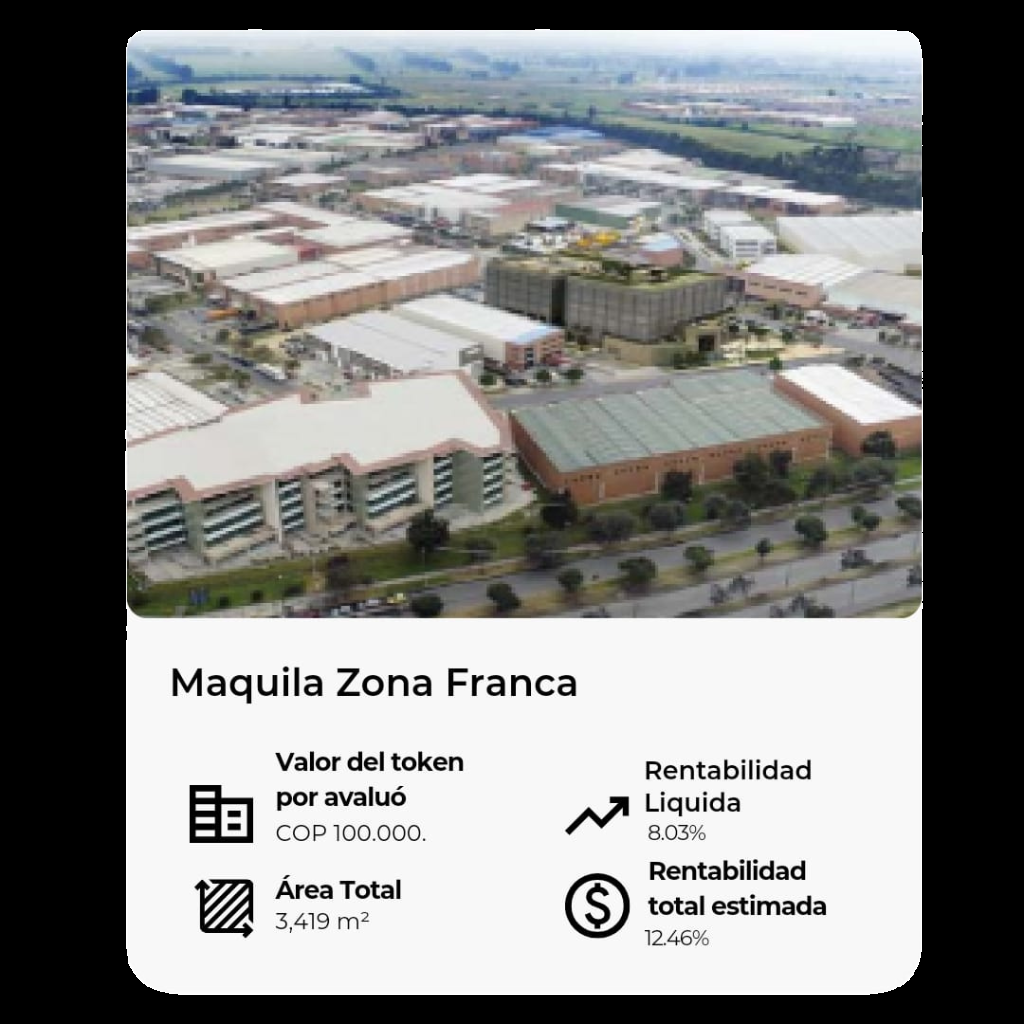 Maquila Zona Franca
Valor del token
por avaluó
COP 100.000.
Área Total
3,419 m²
Rentabilidad
Liquida
8.03%
Rentabilidad
total estimada
12.46%